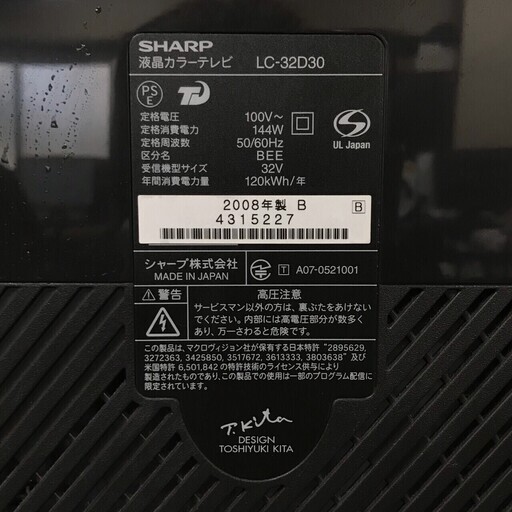 SHARP
液晶カラーテレビ LC-32D30
PS E TD
定格電圧 100V~
定格消費電力 144W
定格周波数 50/60Hz
区分名 BEE
受信機型サイズ 32V
年間消費電力量 120kWh/年
UL Japan
2008年製 B
4315227
B
シャープ株式会社
MADE IN JAPAN
T A07-0521001
警告 高圧注意
サービスマン以外の方は、裏ぶたをあけない
でください。内部には高電圧部分が数多く
あり、万一さわると危険です。
この製品は、マクロヴィジョン社が保有する日本特許 "2895629,
3272363, 3425850, 3517672, 3613333, 3803638" 及び
米国特許 6,501,842 の特許技術のライセンス供与により
製造されたものであり、この製品での使用は一部のプログラム配信に
限られます。
T.Kita
DESIGN
TOSHIYUKI KITA